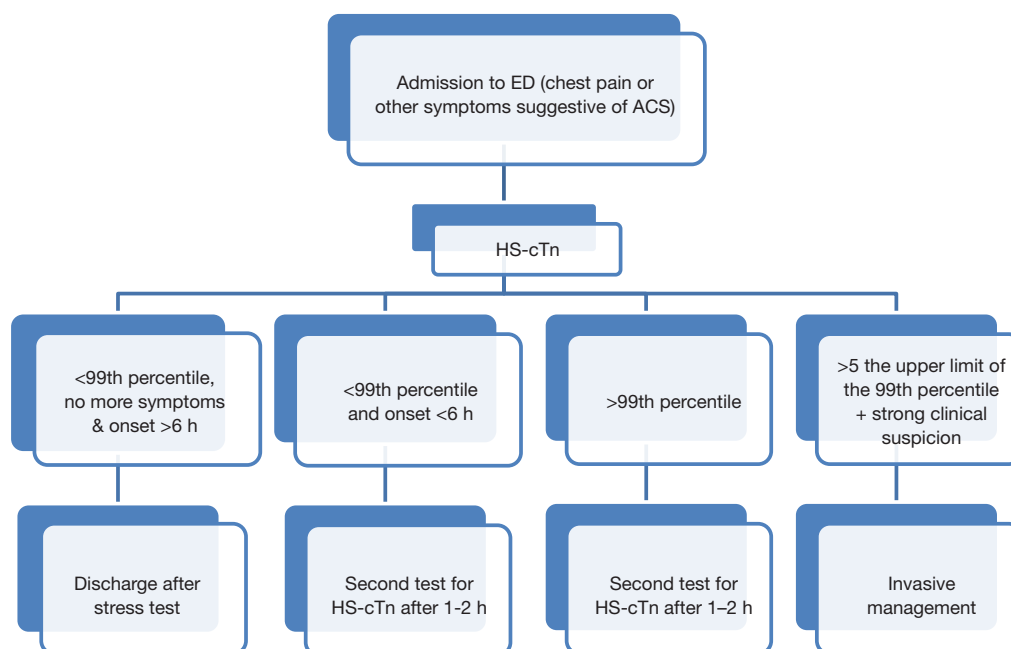 Admission to ED (chest pain or
other symptoms suggestive of ACS)
HS-cTn
<99th percentile,
no more symptoms
& onset >6 h
<99th percentile
and onset <6 h
>99th percentile
>5 the upper limit of
the 99th percentile
+ strong clinical
suspicion
Discharge after
stress test
Second test for
HS-cTn after 1-2 h
Second test for
HS-cTn after 1–2 h
Invasive
management